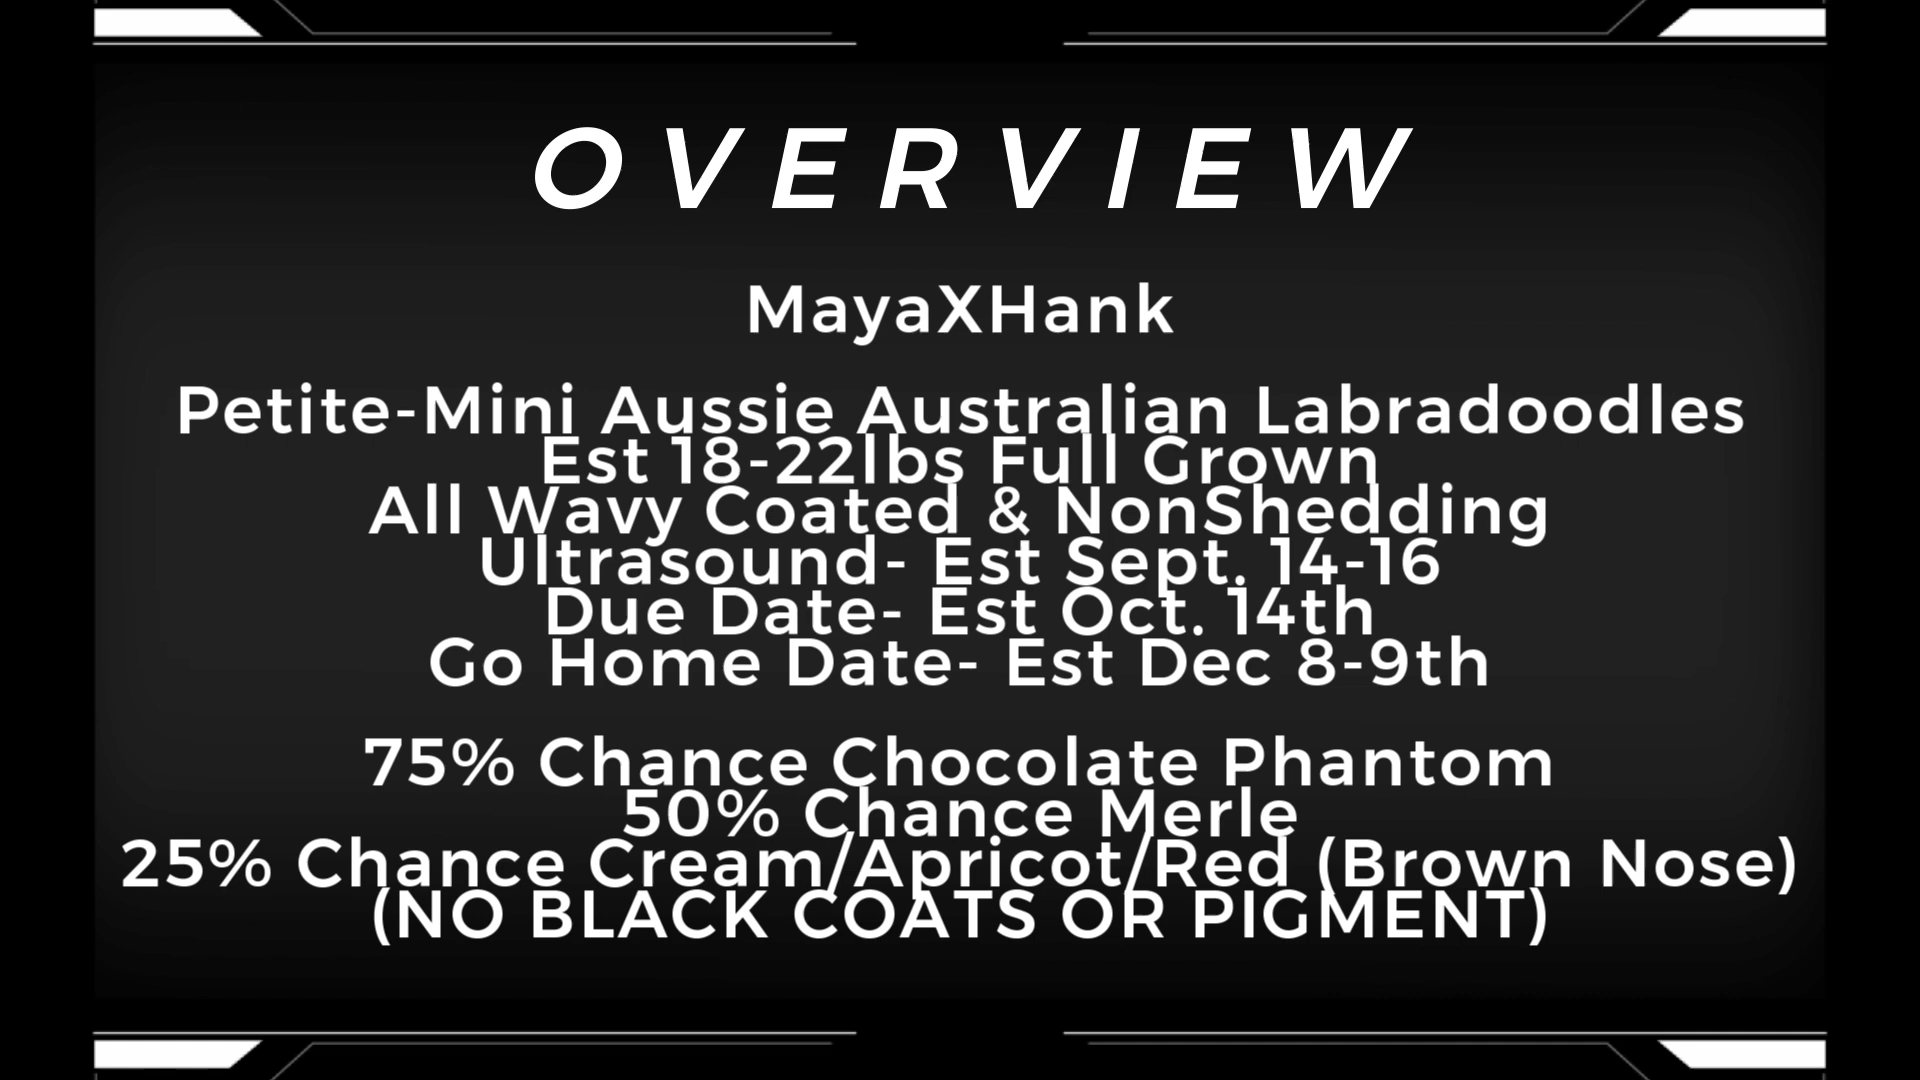 OVERVIEW
MayaXHank
Petite-Mini Aussie Australian Labradoodles
Est 18-22lbs Full Grown
All Wavy Coated & NonShedding
Ultrasound- Est Sept. 14-16
Due Date- Est Oct. 14th
Go Home Date- Est Dec 8-9th
75% Chance Chocolate Phantom
50% Chance Merle
25% Chance Cream/Apricot/Red (Brown Nose)
(NO BLACK COATS OR PIGMENT)